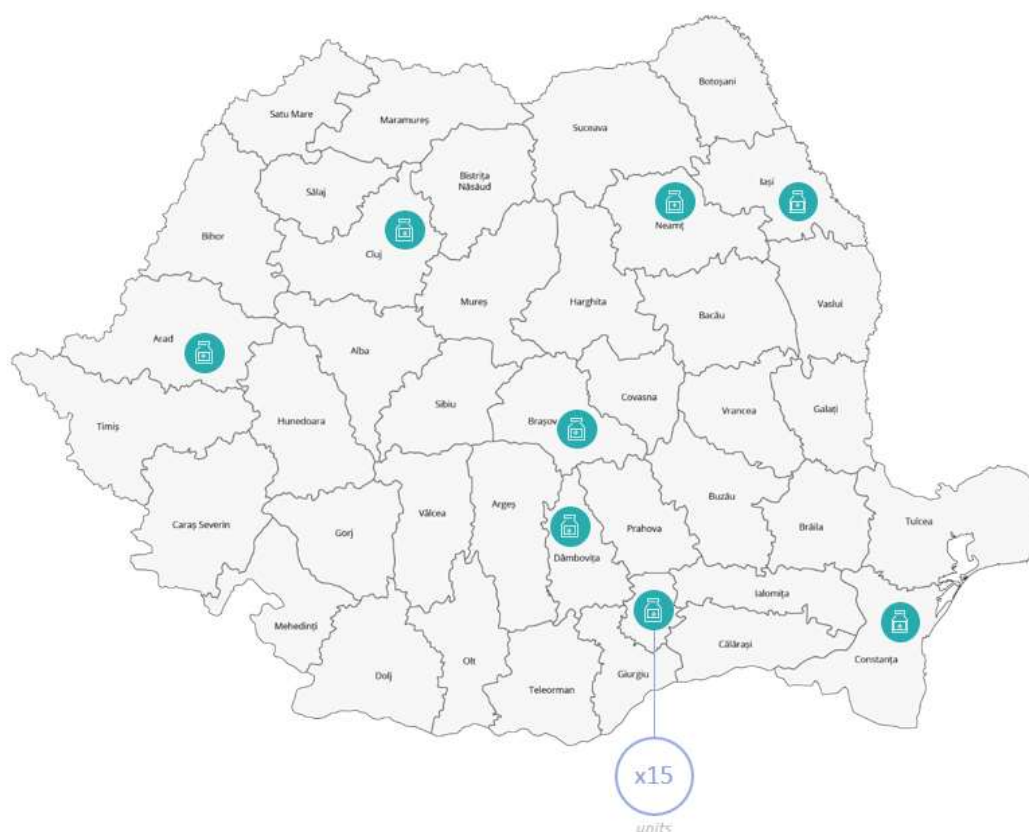 Botoșani
Satu Mare
Maramureș
Suceava
Bistrița
Năsăud
Iași
Sălaj
Neamț
Bihor
Cluj
Mureș
Harghita
Vaslui
Bacău
Arad
Alba
Covasna
Sibiu
Vrancea
Galați
Brașov
Hunedoara
Timiș
Buzău
Argeș
Vâlcea
Caraș Severin
Gorj
Prahova
Brăila
Tulcea
Dâmbovița
Ialomița
Mehedinți
Călărași
Constanța
Olt
Dolj
Giurgiu
Teleorman
x15
units